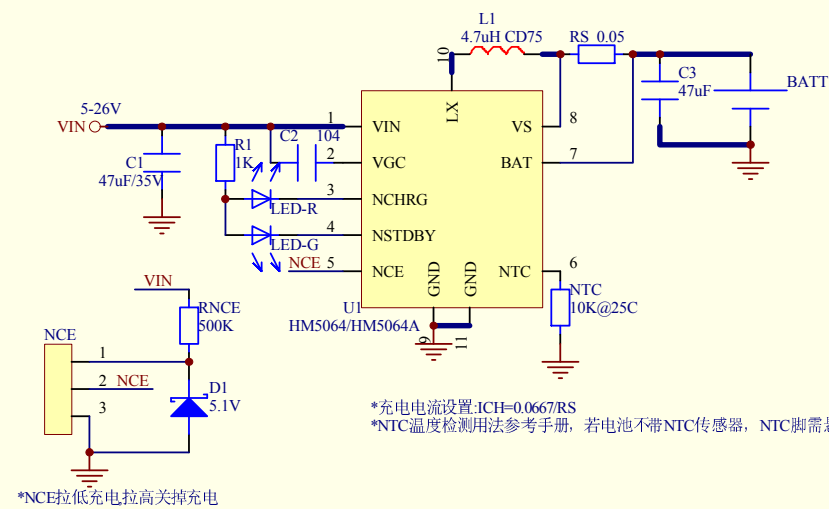 L1
4.7uH CD75
RS 0.05
10
C3
47uF
BATT
5-26V
VIN
1
VIN
LX
VS
8
C1
47uF/35V
R1
1K
C2 104
2
VGC
BAT
7
3
NCHRG
LED-R
4
NSTDBY
LED-G
NCE 5
NCE
GND
GND
NTC
6
NTC
10K@25C
U1
HM5064/HM5064A
9
11
VIN
RNCE
500K
NCE
1
2 NCE
3
D1
5.1V
*充电电流设置:ICH=0.0667/RS
*NTC温度检测用法参考手册，若电池不带NTC传感器，NTC脚需
*NCE拉低充电,拉高关掉充电